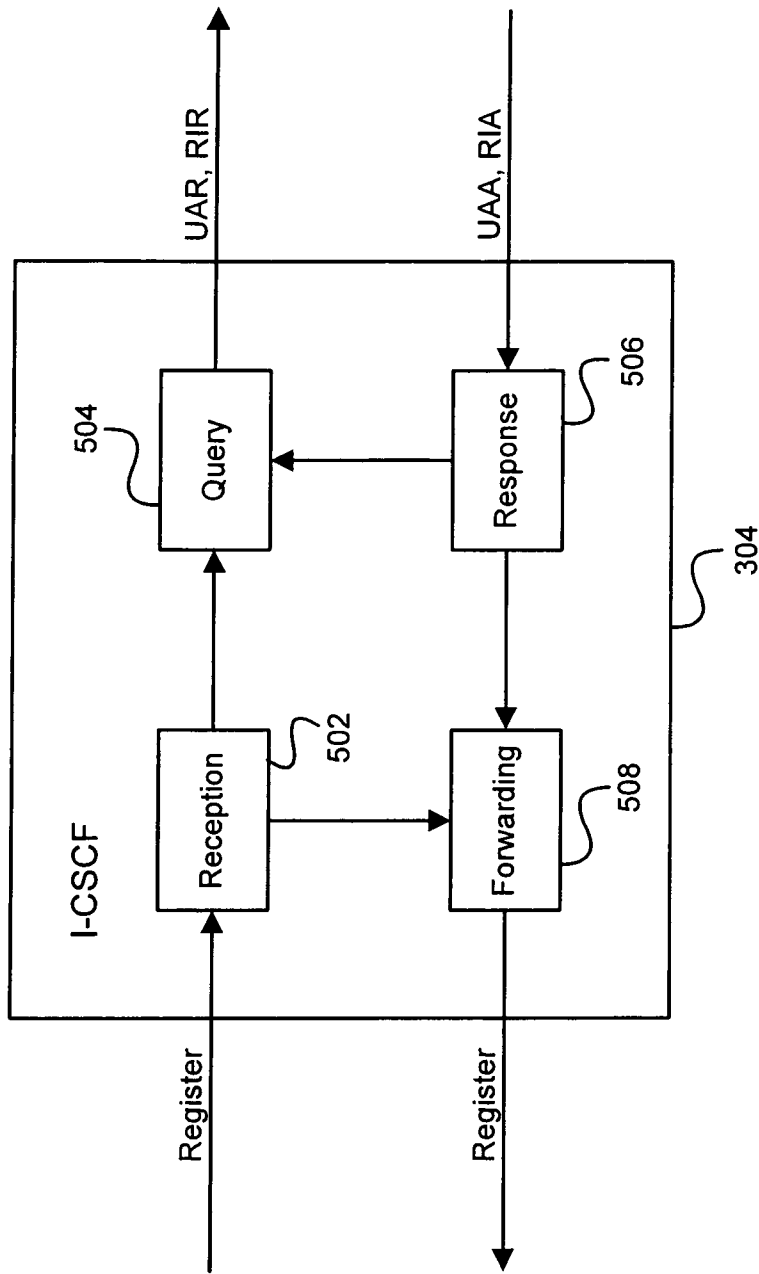 I-CSCF
Register
Reception
502
504
Query
UAR, RIR
Register
Forwarding
508
Response
506
UAA, RIA
304